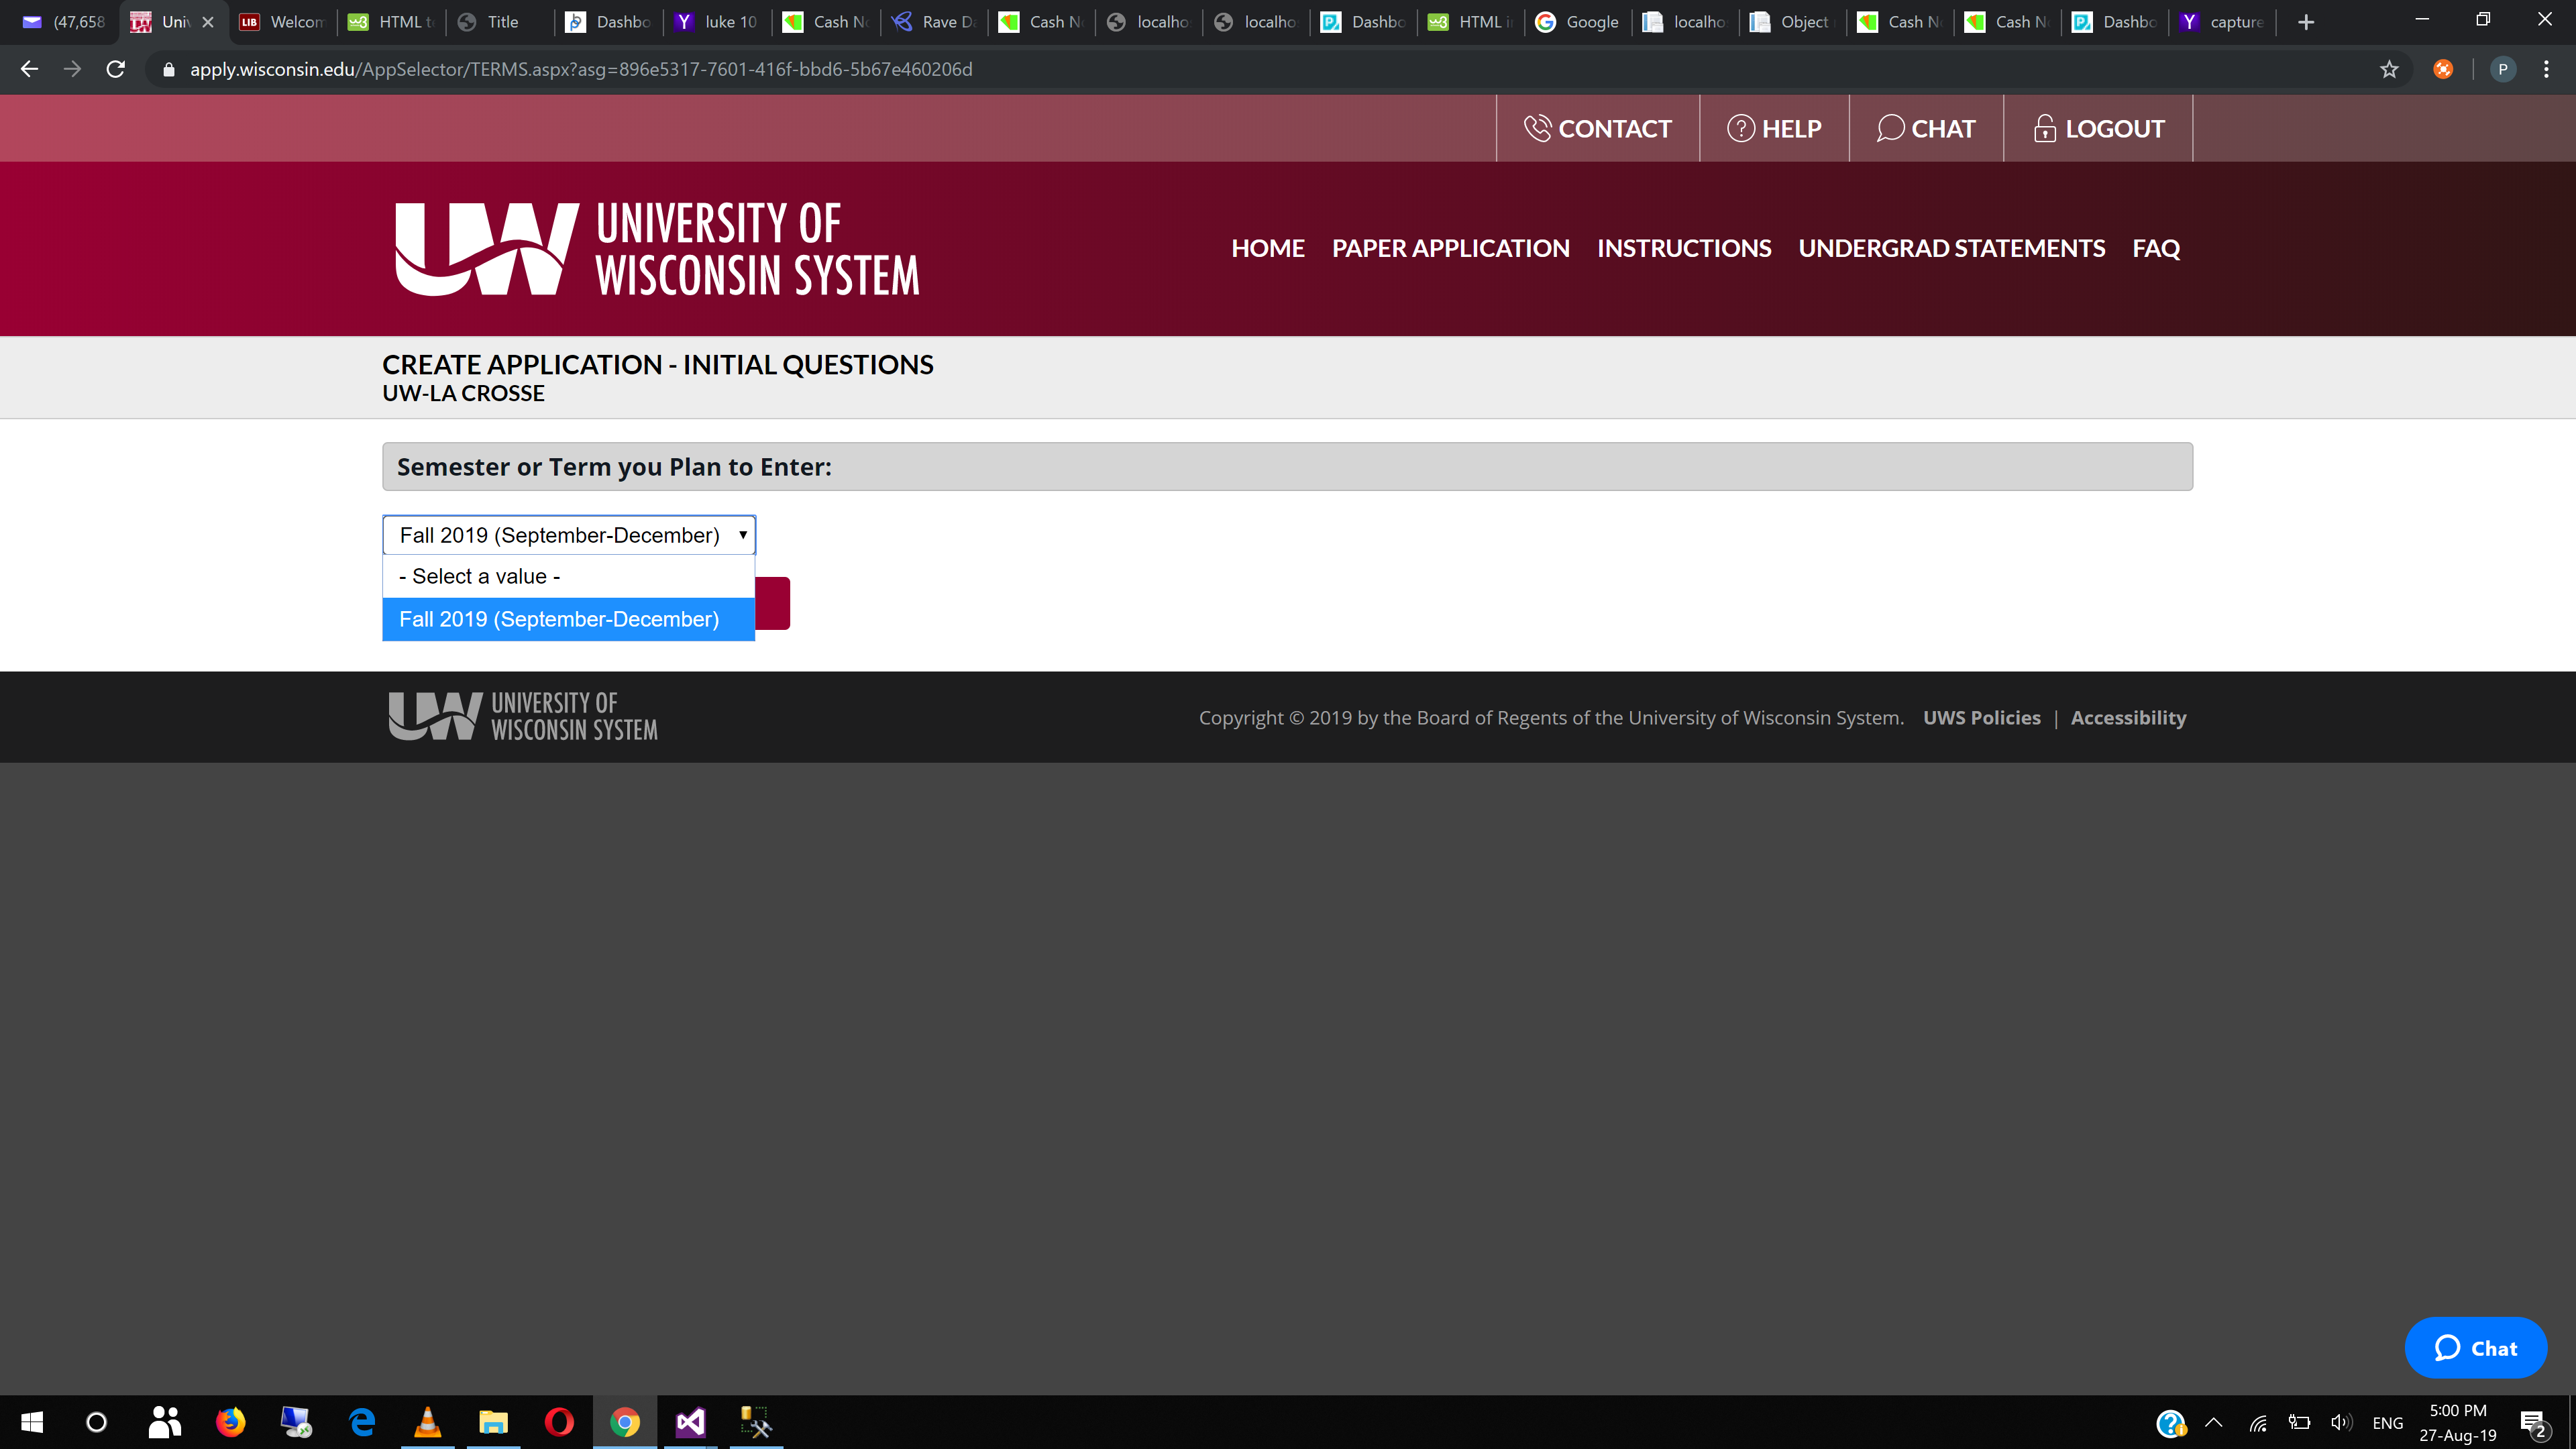 (47,658
Univ
Welcom
HTML t
Title
Dashbo
luke 10
Cash N
Rave Da
Cash N
localho
localho
Dashbo
HTML i
Google
localho
Object
Cash N
Cash N
Dashbo
capture
apply.wisconsin.edu/AppSelector/TERMS.aspx?asg=896e5317-7601-416f-bbd6-5b67e460206d
P
CONTACT
HELP
CHAT
LOGOUT
UW UNIVERSITY OF
WISCONSIN SYSTEM
HOME
PAPER APPLICATION
INSTRUCTIONS
UNDERGRAD STATEMENTS
FAQ
CREATE APPLICATION - INITIAL QUESTIONS
UW-LA CROSSE
Semester or Term you Plan to Enter:
Fall 2019 (September-December)
- Select a value -
Fall 2019 (September-December)
UW UNIVERSITY OF
WISCONSIN SYSTEM
Copyright © 2019 by the Board of Regents of the University of Wisconsin System. UWS Policies | Accessibility
Chat
ENG
5:00 PM
27-Aug-19
2